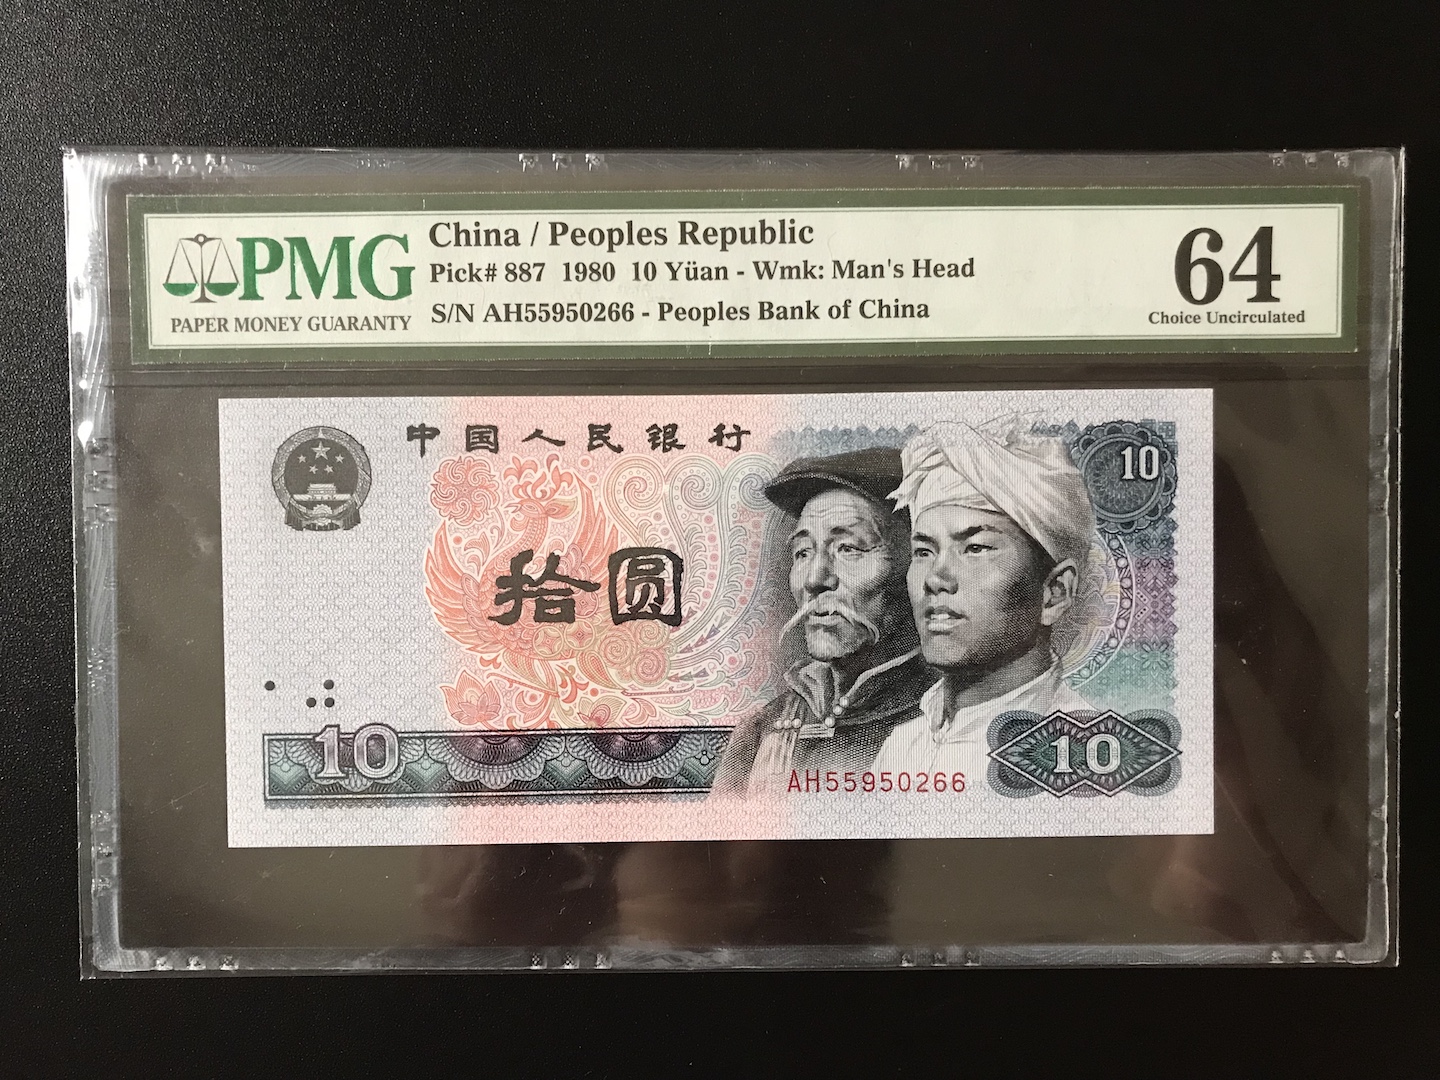 PMG
PAPER MONEY GUARANTY
China / Peoples Republic
Pick# 887 1980 10 Yüan - Wmk: Man's Head
S/N AH55950266 - Peoples Bank of China
64
Choice Uncirculated
中国人民银行
10
拾圆
10
AH55950266
10